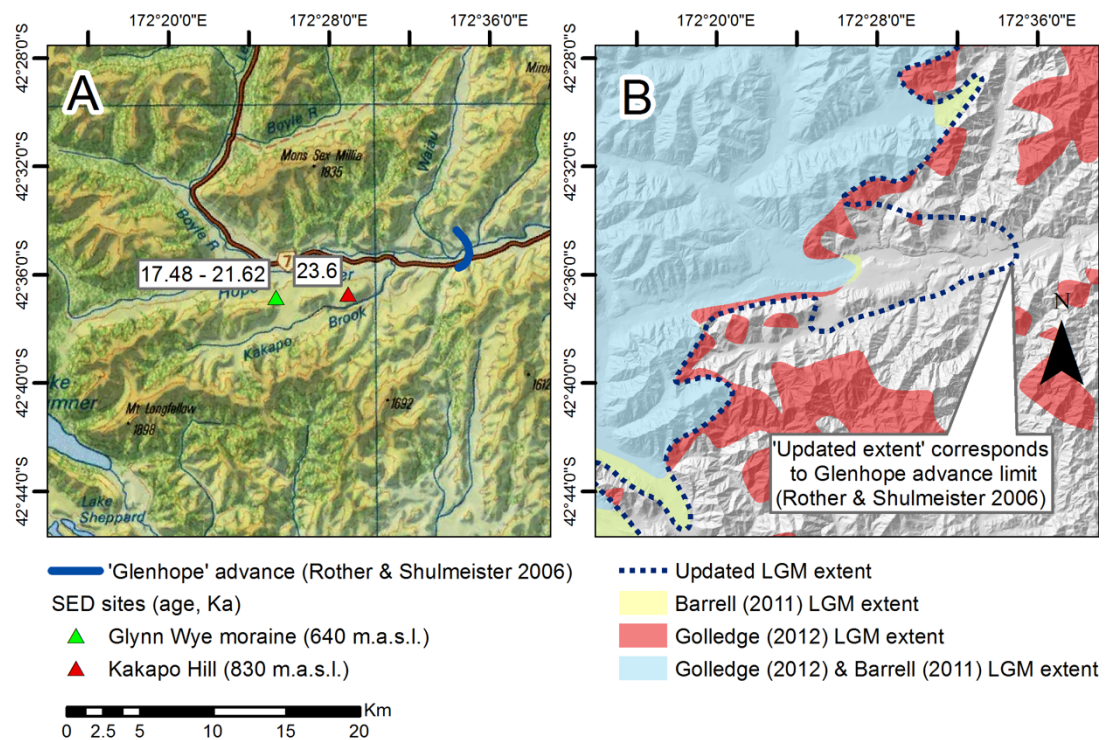 172°20'0"E 172°28'0"E 172°36'0"E
172°20'0"E 172°28'0"E 172°36'0"E
42°28'0"S
42°32'0"S
42°36'0"S
42°40'0"S
42°44'0"S
A
Boyle R
Mons Sex Millia
1835
Waiau
Boyle R
7
17.48 - 21.62
23.6
Hope
Kakapo
Brook
Mt Longfellow
1898
1692
Lake
Sheppard
42°28'0"S
42°32'0"S
42°36'0"S
42°40'0"S
42°44'0"S
B
N
'Updated extent' corresponds
to Glenhope advance limit
(Rother & Shulmeister 2006)
'Glenhope' advance (Rother & Shulmeister 2006)
SED sites (age, Ka)
Glynn Wye moraine (640 m.a.s.l.)
Kakapo Hill (830 m.a.s.l.)
Km
0 2.5 5 10 15 20
Updated LGM extent
Barrell (2011) LGM extent
Golledge (2012) LGM extent
Golledge (2012) & Barrell (2011) LGM extent